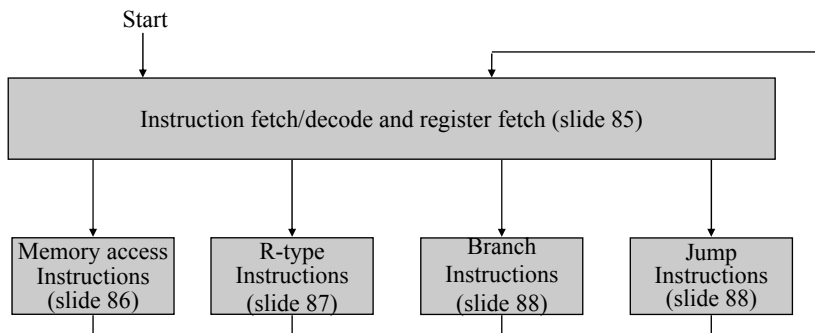 Start
Instruction fetch/decode and register fetch (slide 85)
Memory access
Instructions
(slide 86)
R-type
Instructions
(slide 87)
Branch
Instructions
(slide 88)
Jump
Instructions
(slide 88)